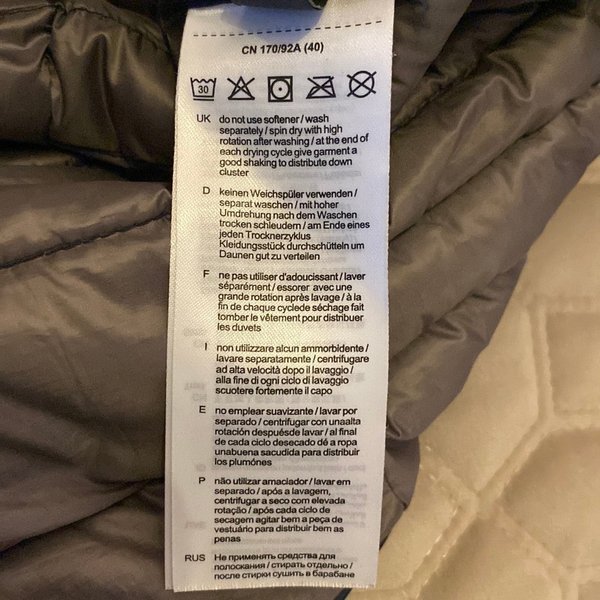 CN 170/92A (40)
30
UK do not use softener / wash
separately / spin dry with high
rotation after washing / at the end of
each drying cycle give garment a
good shaking to distribute down
cluster
D keinen Weichspüler verwenden /
separat waschen / mit hoher
Umdrehung nach dem Waschen
trocken schleudern / am Ende eines
jeden Trocknerzyklus
Kleidungsstück durchschütteln um
Daunen gut zu verteilen
F ne pas utiliser d'adoucissant / laver
séparément / essorer avec une
grande rotation après lavage / à la
fin de chaque cyclede séchage fait
tomber le vêtement pour distribuer
les duvets
I non utilizzare alcun ammorbidente /
lavare separatamente / centrifugare
ad alta velocità dopo il lavaggio /
alla fine di ogni ciclo di lavaggio
scuotere fortemente il capo
E no emplear suavizante / lavar por
separado / centrifugar con unaalta
rotación despuésde lavar / al final
de cada ciclo desecado dé a ropa
unabuena sacudida para distribuir
los plumónes
P não utilizar amaciador / lavar em
separado / após a lavagem,
centrifugar a seco com elevada
rotação / após cada ciclo de
secagem agitar bem a peça de
vestuário para distribuir bem as
penas
RUS Не применять средства для
полоскания / стирать отдельно /
после стирки сушить в барабане